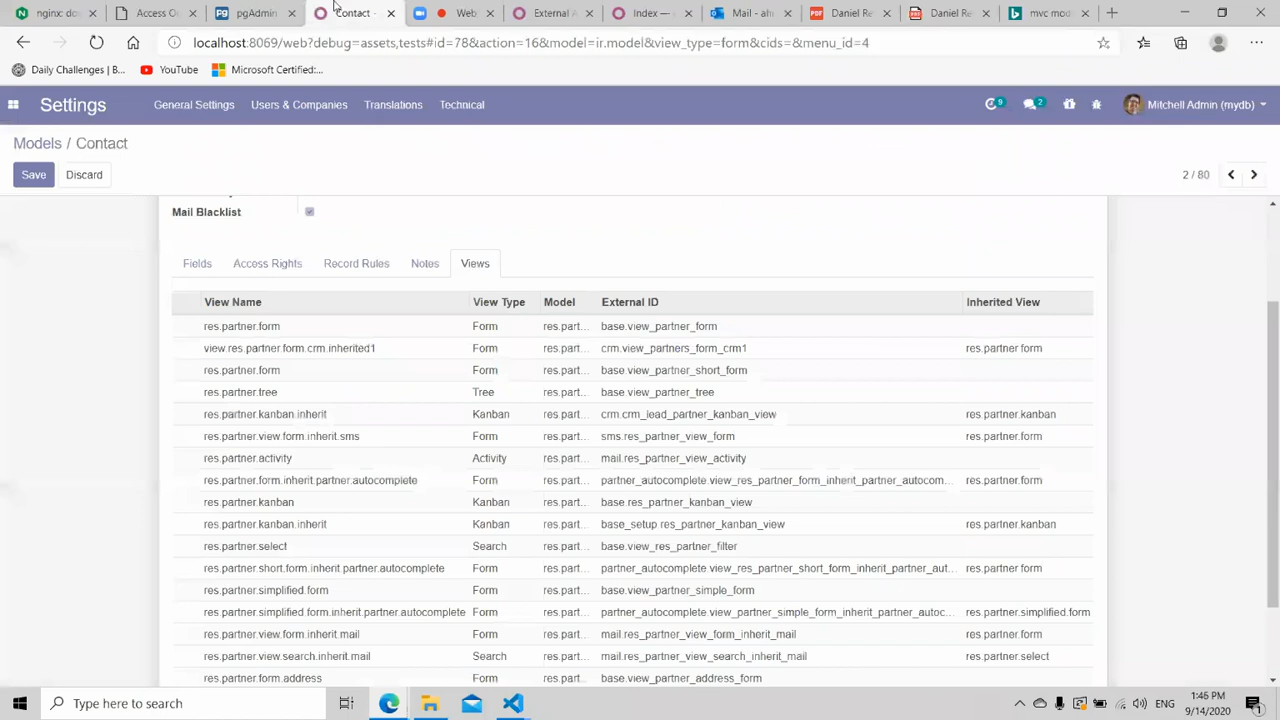 nginx: dov
Access Or
pgAdmin
Contact -
Web
External A
Index —
Mail - ah
PDF Daniel Re
PDF Daniel Re
mvc mod
localhost:8069/web?debug=assets,tests#id=78&action=16&model=ir.model&view_type=form&cids=&menu_id=4
Daily Challenges | B... YouTube Microsoft Certified:...
Settings General Settings Users & Companies Translations Technical 9 2 Mitchell Admin (mydb)
Models / Contact
Save Discard 2 / 80
Mail Blacklist
Fields Access Rights Record Rules Notes Views
View Name View Type Model External ID Inherited View
res.partner.form Form res.part... base.view_partner_form
view.res.partner.form.crm.inherited1 Form res.part... crm.view_partners_form_crm1 res.partner.form
res.partner.form Form res.part... base.view_partner_short_form
res.partner.tree Tree res.part... base.view_partner_tree
res.partner.kanban.inherit Kanban res.part... crm.crm_lead_partner_kanban_view res.partner.kanban
res.partner.view.form.inherit.sms Form res.part... sms.res_partner_view_form res.partner.form
res.partner.activity Activity res.part... mail.res_partner_view_activity
res.partner.form.inherit.partner.autocomplete Form res.part... partner_autocomplete.view_res_partner_form_inherit_partner_autocom... res.partner.form
res.partner.kanban Kanban res.part... base.res_partner_kanban_view
res.partner.kanban.inherit Kanban res.part... base_setup.res_partner_kanban_view res.partner.kanban
res.partner.select Search res.part... base.view_res_partner_filter
res.partner.short.form.inherit.partner.autocomplete Form res.part... partner_autocomplete.view_res_partner_short_form_inherit_partner_aut... res.partner.form
res.partner.simplified.form Form res.part... base.view_partner_simple_form
res.partner.simplified.form.inherit.partner.autocomplete Form res.part... partner_autocomplete.view_partner_simple_form_inherit_partner_autoc... res.partner.simplified.form
res.partner.view.form.inherit.mail Form res.part... mail.res_partner_view_form_inherit_mail res.partner.form
res.partner.view.search.inherit.mail Search res.part... mail.res_partner_view_search_inherit_mail res.partner.select
res.partner.form.address Form res.part... base.view_partner_address_form
Type here to search ENG 1:46 PM
9/14/2020